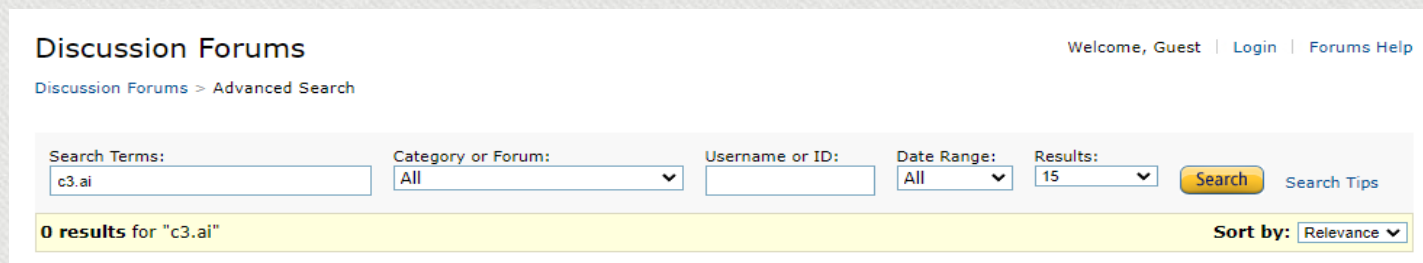 Discussion Forums
Welcome, Guest | Login | Forums Help
Discussion Forums > Advanced Search
Search Terms: Category or Forum: Username or ID: Date Range: Results:
c3.ai All All 15 Search Search Tips
0 results for "c3.ai" Sort by: Relevance